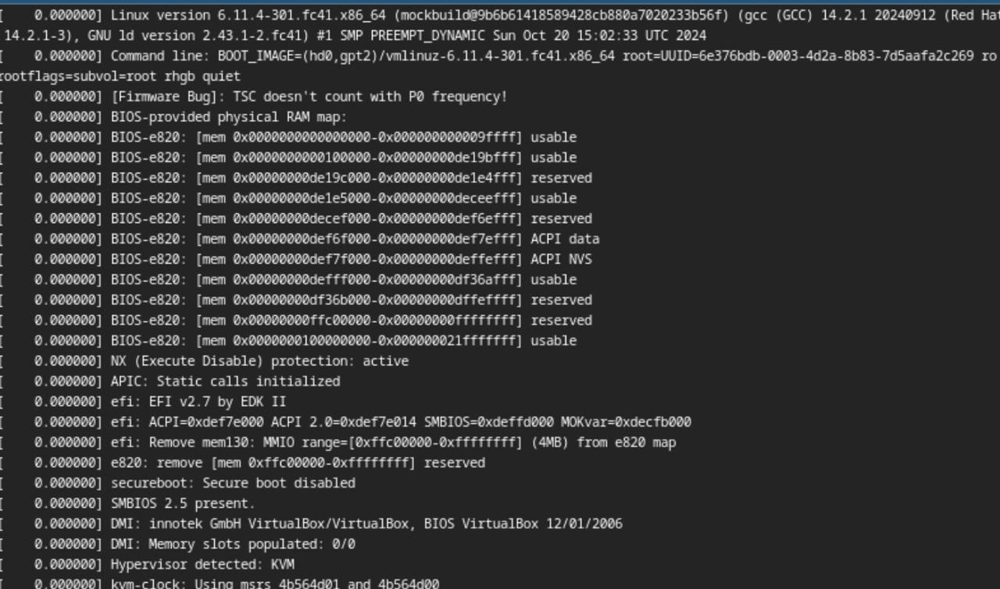 [    0.000000] Linux version 6.11.4-301.fc41.x86_64 (mockbuild@9b6b61418589428cb880a7020233b56f) (gcc (GCC) 14.2.1 20240912 (Red Hat
14.2.1-3), GNU ld version 2.43.1-2.fc41) #1 SMP PREEMPT_DYNAMIC Sun Oct 20 15:02:33 UTC 2024
[    0.000000] Command line: BOOT_IMAGE=(hd0,gpt2)/vmlinuz-6.11.4-301.fc41.x86_64 root=UUID=6e376bdb-0003-4d2a-8b83-7d5aafa2c269 ro
rootflags=subvol=root rhgb quiet
[    0.000000] [Firmware Bug]: TSC doesn't count with P0 frequency!
[    0.000000] BIOS-provided physical RAM map:
[    0.000000] BIOS-e820: [mem 0x0000000000000000-0x000000000009ffff] usable
[    0.000000] BIOS-e820: [mem 0x0000000000100000-0x00000000de19bfff] usable
[    0.000000] BIOS-e820: [mem 0x00000000de19c000-0x00000000de1e4fff] reserved
[    0.000000] BIOS-e820: [mem 0x00000000de1e5000-0x00000000deceefff] usable
[    0.000000] BIOS-e820: [mem 0x00000000decef000-0x00000000def6efff] reserved
[    0.000000] BIOS-e820: [mem 0x00000000def6f000-0x00000000def7efff] ACPI data
[    0.000000] BIOS-e820: [mem 0x00000000def7f000-0x00000000deffefff] ACPI NVS
[    0.000000] BIOS-e820: [mem 0x00000000defff000-0x00000000df36afff] usable
[    0.000000] BIOS-e820: [mem 0x00000000df36b000-0x00000000dffeffff] reserved
[    0.000000] BIOS-e820: [mem 0x00000000ffc00000-0x00000000ffffffff] reserved
[    0.000000] BIOS-e820: [mem 0x0000000100000000-0x000000021fffffff] usable
[    0.000000] NX (Execute Disable) protection: active
[    0.000000] APIC: Static calls initialized
[    0.000000] efi: EFI v2.7 by EDK II
[    0.000000] efi: ACPI=0xdef7e000 ACPI 2.0=0xdef7e014 SMBIOS=0xdeffd000 MOKvar=0xdecfb000
[    0.000000] efi: Remove mem130: MMIO range=[0xffc00000-0xffffffff] (4MB) from e820 map
[    0.000000] e820: remove [mem 0xffc00000-0xffffffff] reserved
[    0.000000] secureboot: Secure boot disabled
[    0.000000] SMBIOS 2.5 present.
[    0.000000] DMI: innotek GmbH VirtualBox/VirtualBox, BIOS VirtualBox 12/01/2006
[    0.000000] DMI: Memory slots populated: 0/0
[    0.000000] Hypervisor detected: KVM
[    0.000000] kvm-clock: Using msrs 4b564d01 and 4b564d00